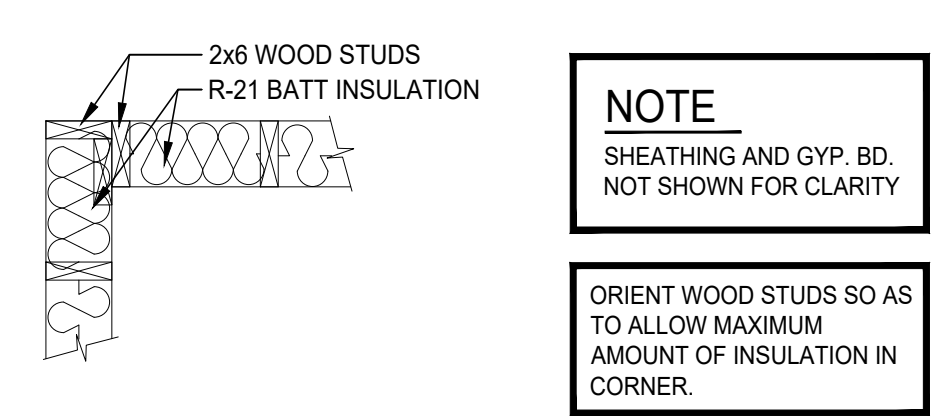 2x6 WOOD STUDS
R-21 BATT INSULATION
NOTE
SHEATHING AND GYP. BD.
NOT SHOWN FOR CLARITY
ORIENT WOOD STUDS SO AS
TO ALLOW MAXIMUM
AMOUNT OF INSULATION IN
CORNER.